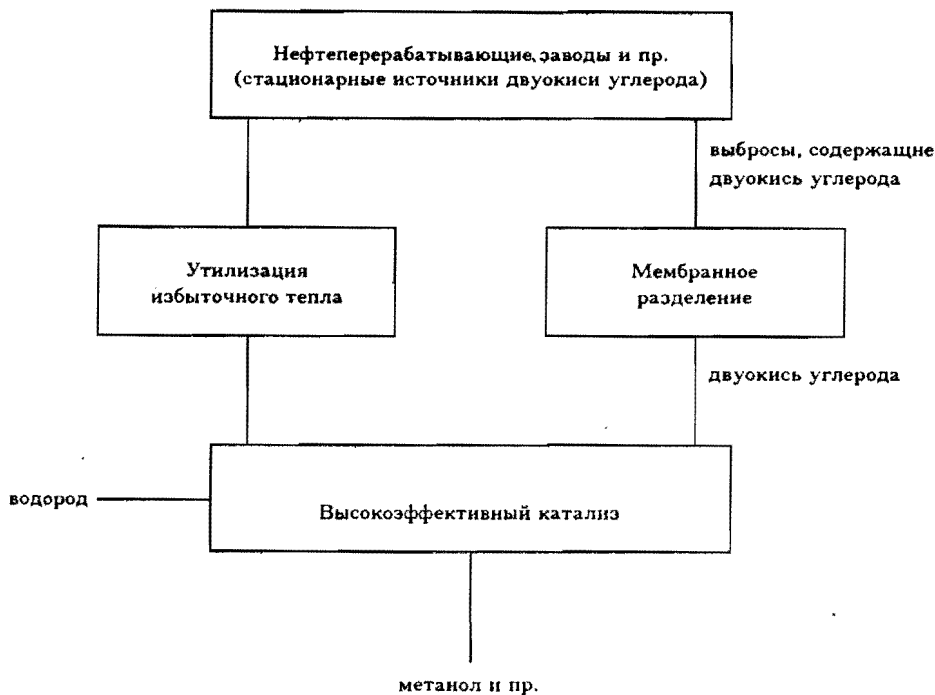 Нефтеперерабатывающие заводы и пр.
(стационарные источники двуокиси углерода)
выбросы, содержащие
двуокись углерода
Утилизация
избыточного тепла
Мембранное
разделение
двуокись углерода
водород
Высокоэффективный катализ
метанол и пр.